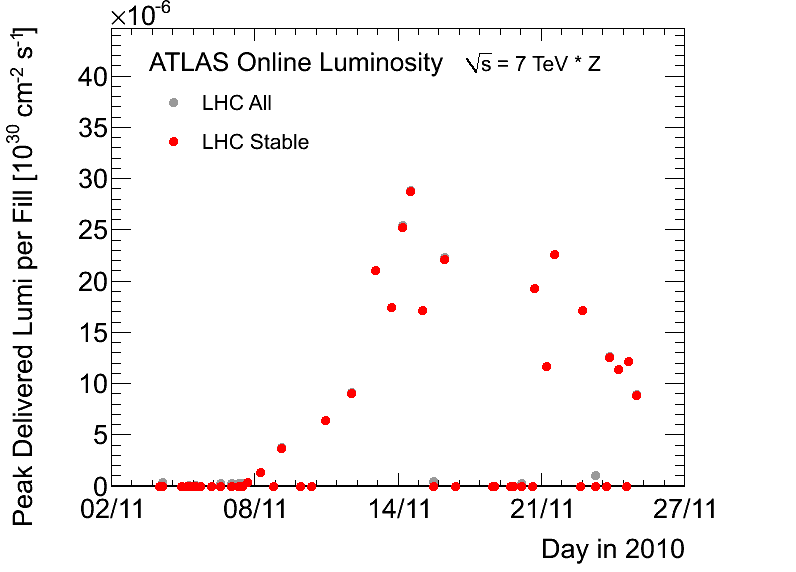 ×10⁻⁶
ATLAS Online Luminosity √s = 7 TeV * Z
LHC All
LHC Stable
Peak Delivered Lumi per Fill [10³⁰ cm⁻² s⁻¹]
40
35
30
25
20
15
10
5
0
02/11 08/11 14/11 21/11 27/11
Day in 2010